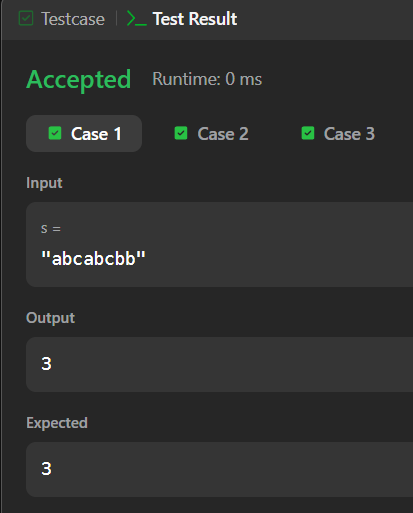 Testcase | Test Result
Accepted Runtime: 0 ms
Case 1 Case 2 Case 3
Input
s =
"abcabcbb"
Output
3
Expected
3